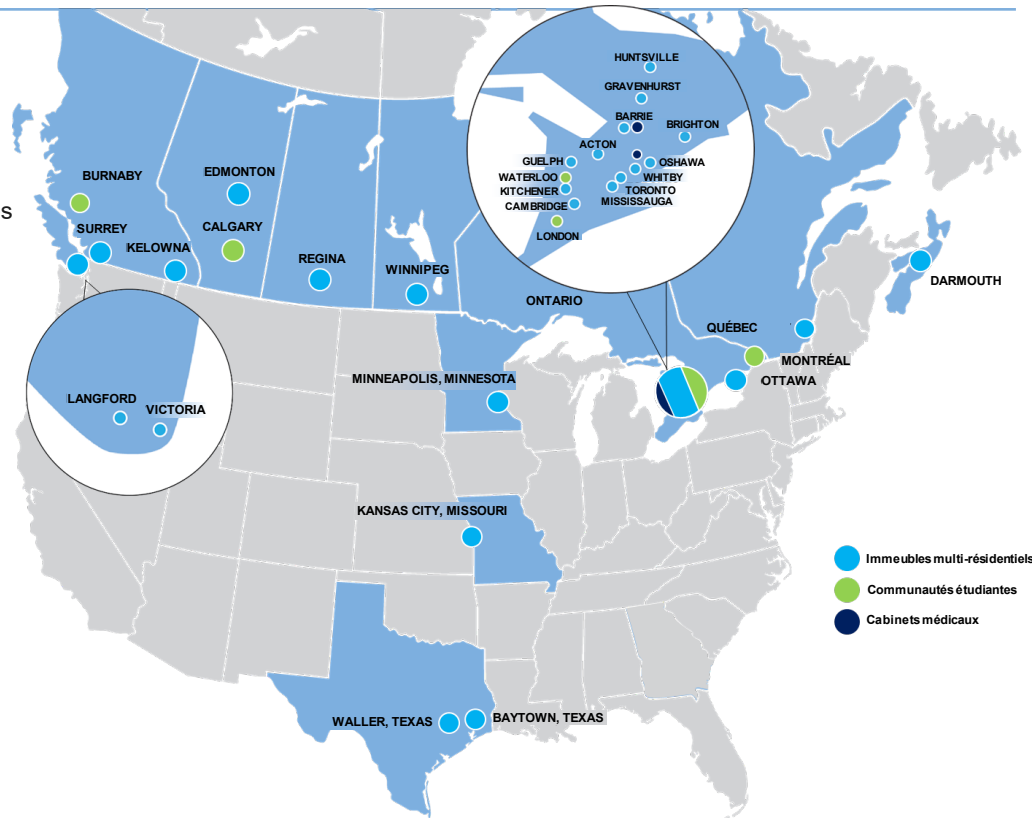 HUNTSVILLE
GRAVENHURST
BARRIE
BRIGHTON
ACTON
GUELPH
OSHAWA
WATERLOO
WHITBY
KITCHENER
TORONTO
MISSISSAUGA
CAMBRIDGE
LONDON
BURNABY
EDMONTON
s
SURREY
CALGARY
KELOWNA
REGINA
WINNIPEG
ONTARIO
DARMOUTH
QUÉBEC
MONTRÉAL
OTTAWA
MINNEAPOLIS, MINNESOTA
LANGFORD
VICTORIA
KANSAS CITY, MISSOURI
Immeubles multi-résidentiels
Communautés étudiantes
Cabinets médicaux
WALLER, TEXAS
BAYTOWN, TEXAS